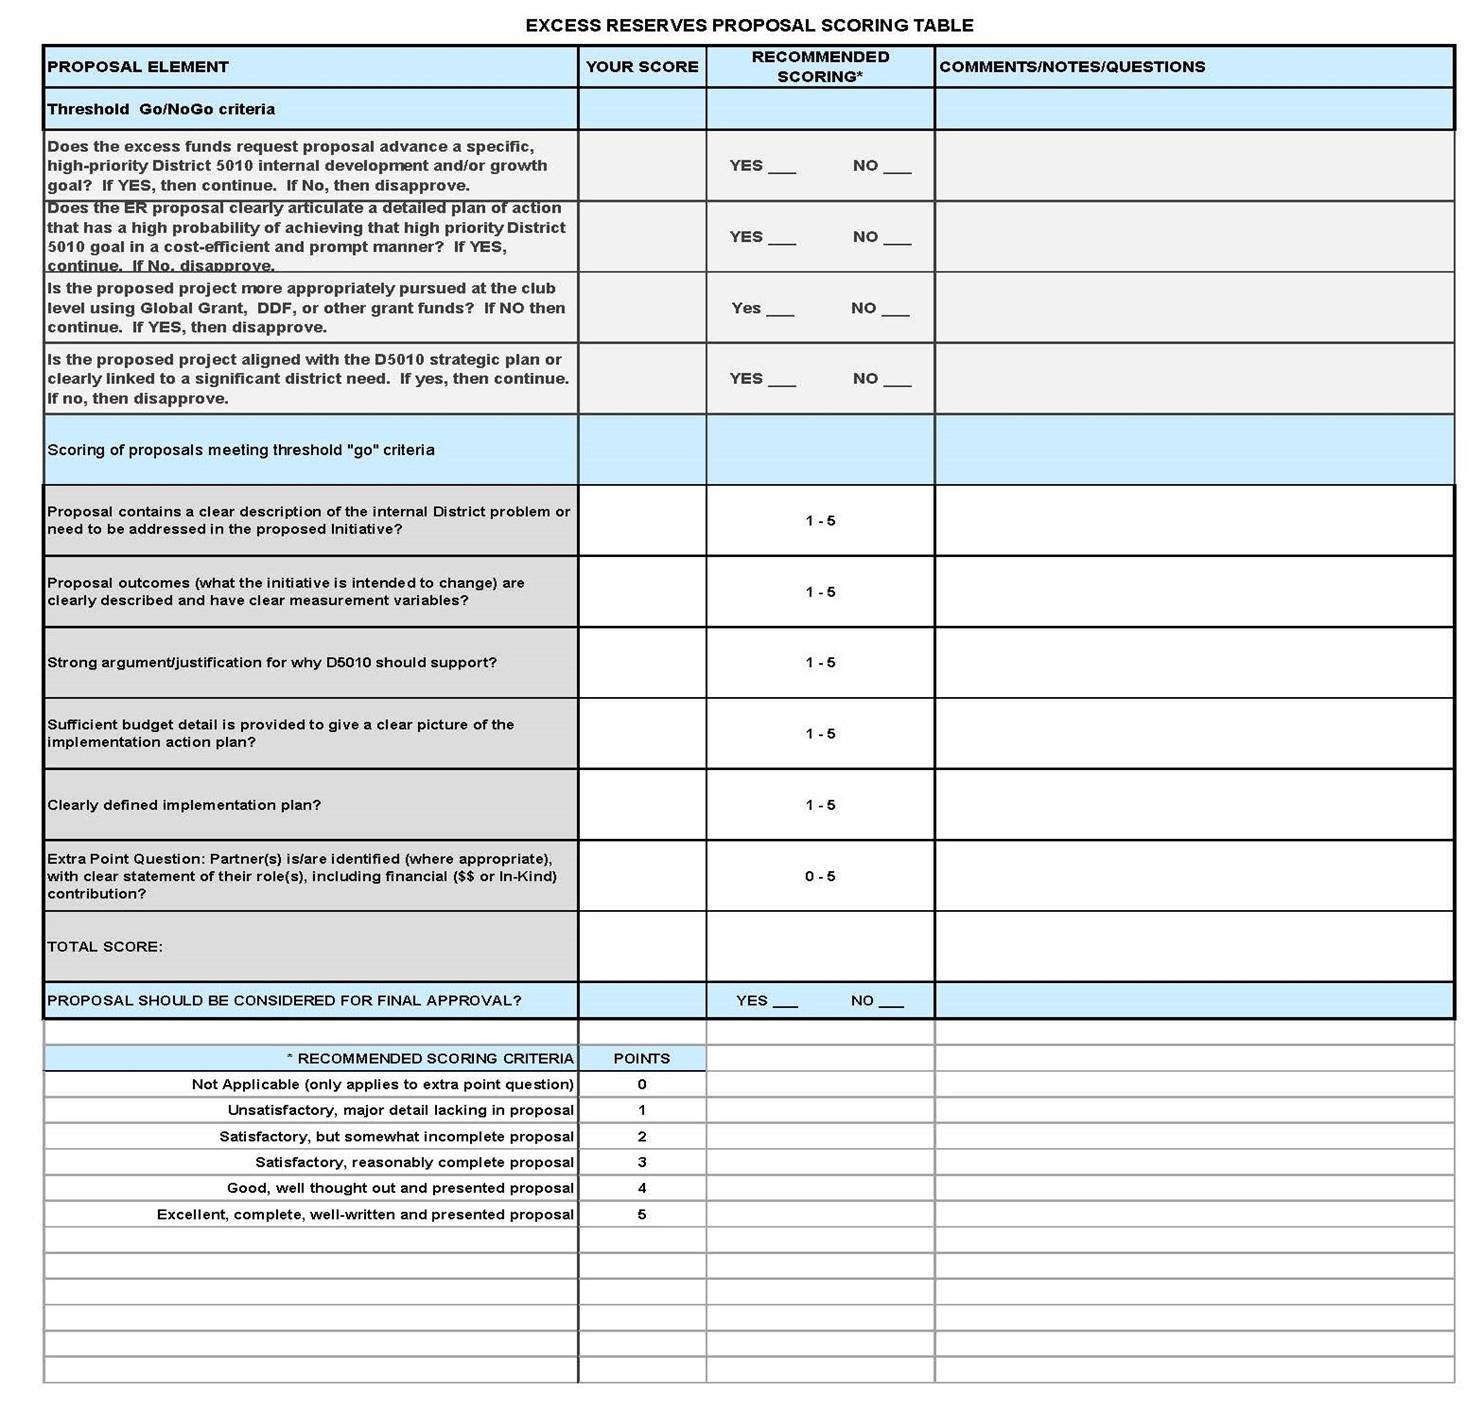 EXCESS RESERVES PROPOSAL SCORING TABLE
PROPOSAL ELEMENT YOUR SCORE RECOMMENDED SCORING* COMMENTS/NOTES/QUESTIONS
Threshold Go/NoGo criteria
Does the excess funds request proposal advance a specific,
high-priority District 5010 internal development and/or growth
goal? If YES, then continue. If No, then disapprove.
YES ___ NO ___
Does the ER proposal clearly articulate a detailed plan of action
that has a high probability of achieving that high priority District
5010 goal in a cost-efficient and prompt manner? If YES,
continue. If No, disapprove.
YES ___ NO ___
Is the proposed project more appropriately pursued at the club
level using Global Grant, DDF, or other grant funds? If NO then
continue. If YES, then disapprove.
Yes ___ NO ___
Is the proposed project aligned with the D5010 strategic plan or
clearly linked to a significant district need. If yes, then continue.
If no, then disapprove.
YES ___ NO ___
Scoring of proposals meeting threshold "go" criteria
Proposal contains a clear description of the internal District problem or
need to be addressed in the proposed Initiative?
1 - 5
Proposal outcomes (what the initiative is intended to change) are
clearly described and have clear measurement variables?
1 - 5
Strong argument/justification for why D5010 should support?
1 - 5
Sufficient budget detail is provided to give a clear picture of the
implementation action plan?
1 - 5
Clearly defined implementation plan?
1 - 5
Extra Point Question: Partner(s) is/are identified (where appropriate),
with clear statement of their role(s), including financial ($$ or In-Kind)
contribution?
0 - 5
TOTAL SCORE:
PROPOSAL SHOULD BE CONSIDERED FOR FINAL APPROVAL? YES ___ NO ___
* RECOMMENDED SCORING CRITERIA POINTS
Not Applicable (only applies to extra point question) 0
Unsatisfactory, major detail lacking in proposal 1
Satisfactory, but somewhat incomplete proposal 2
Satisfactory, reasonably complete proposal 3
Good, well thought out and presented proposal 4
Excellent, complete, well-written and presented proposal 5